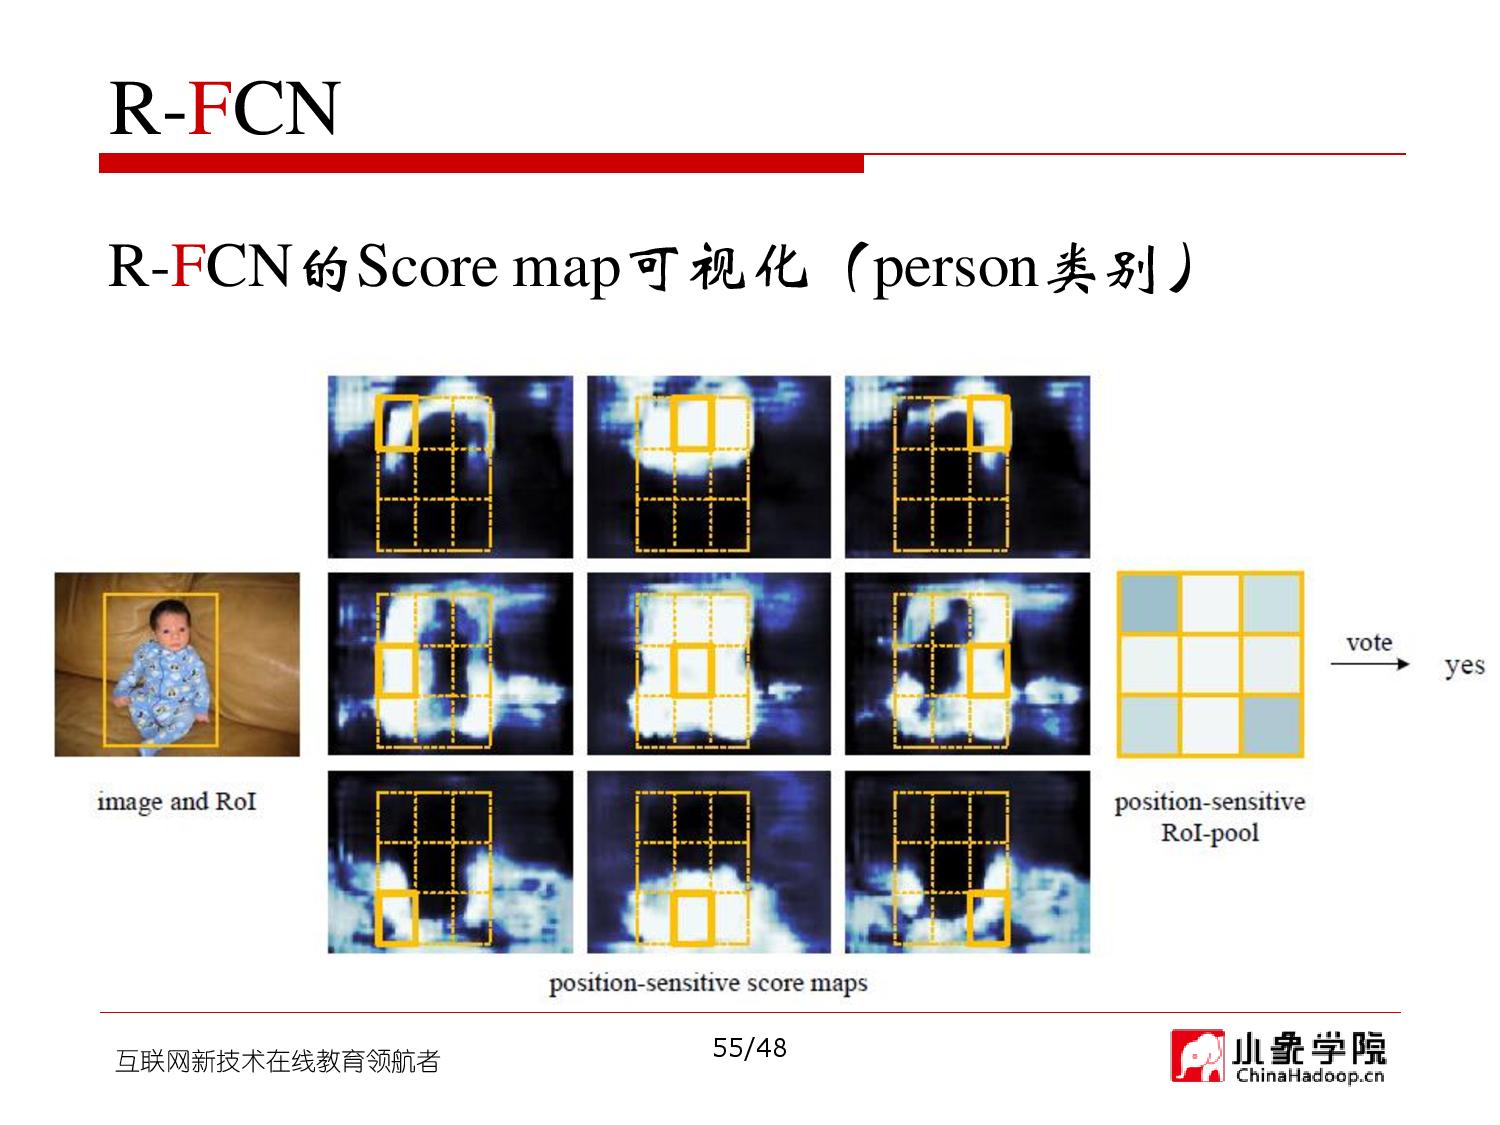 R-FCN
R-FCN的Score map可视化（person类别）
image and RoI
position-sensitive score maps
position-sensitive
RoI-pool
vote
yes
互联网新技术在线教育领航者
55/48
小象学院
ChinaHadoop.cn